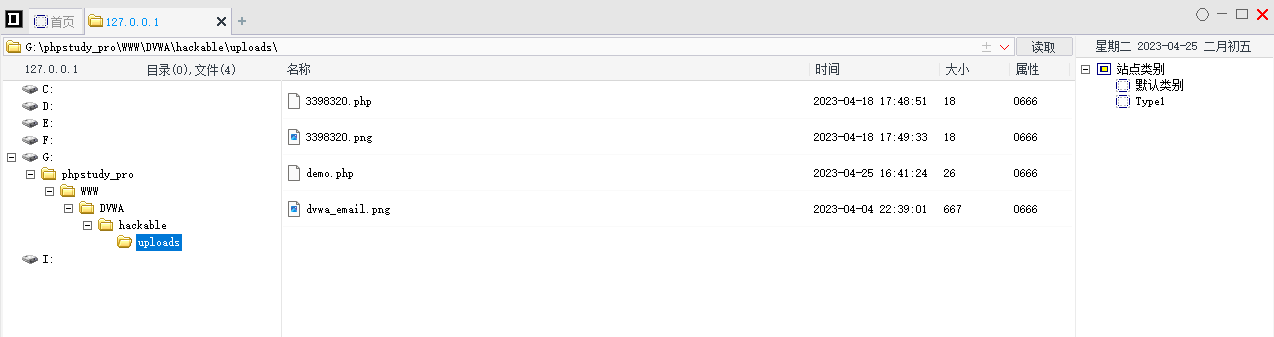 首页 127.0.0.1
G:\phpstudy_pro\WWW\DVWA\hackable\uploads\ 读取 星期二 2023-04-25 二月初五
127.0.0.1 目录(0),文件(4) 名称 时间 大小 属性 站点类别
C: 默认类别
D: 3398320.php 2023-04-18 17:48:51 18 0666 Type1
E:
F: 3398320.png 2023-04-18 17:49:33 18 0666
G:
phpstudy_pro demo.php 2023-04-25 16:41:24 26 0666
WWW
DVWA dvwa_email.png 2023-04-04 22:39:01 667 0666
hackable
uploads
I: